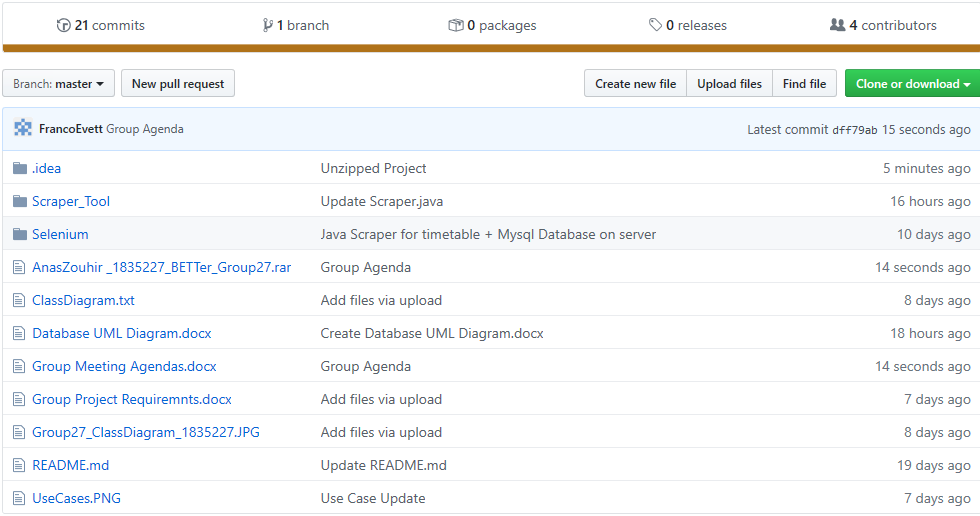 21 commits 1 branch 0 packages 0 releases 4 contributors
Branch: master New pull request Create new file Upload files Find file Clone or download
FrancoEvett Group Agenda Latest commit dff79ab 15 seconds ago
.idea Unzipped Project 5 minutes ago
Scraper_Tool Update Scraper.java 16 hours ago
Selenium Java Scraper for timetable + Mysql Database on server 10 days ago
AnasZouhir _1835227_BETTer_Group27.rar Group Agenda 14 seconds ago
ClassDiagram.txt Add files via upload 8 days ago
Database UML Diagram.docx Create Database UML Diagram.docx 18 hours ago
Group Meeting Agendas.docx Group Agenda 14 seconds ago
Group Project Requiremnts.docx Add files via upload 7 days ago
Group27_ClassDiagram_1835227.JPG Add files via upload 8 days ago
README.md Update README.md 19 days ago
UseCases.PNG Use Case Update 7 days ago